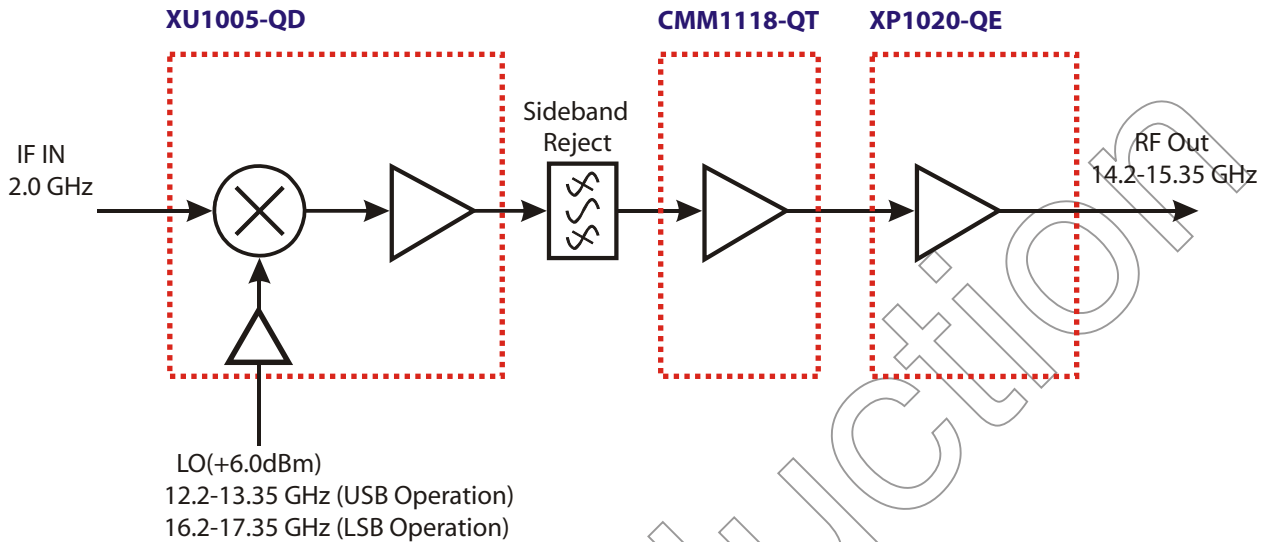 XU1005-QD
CMM1118-QT
XP1020-QE
Sideband
Reject
IF IN
2.0 GHz
RF Out
14.2-15.35 GHz
LO(+6.0dBm)
12.2-13.35 GHz (USB Operation)
16.2-17.35 GHz (LSB Operation)
uction